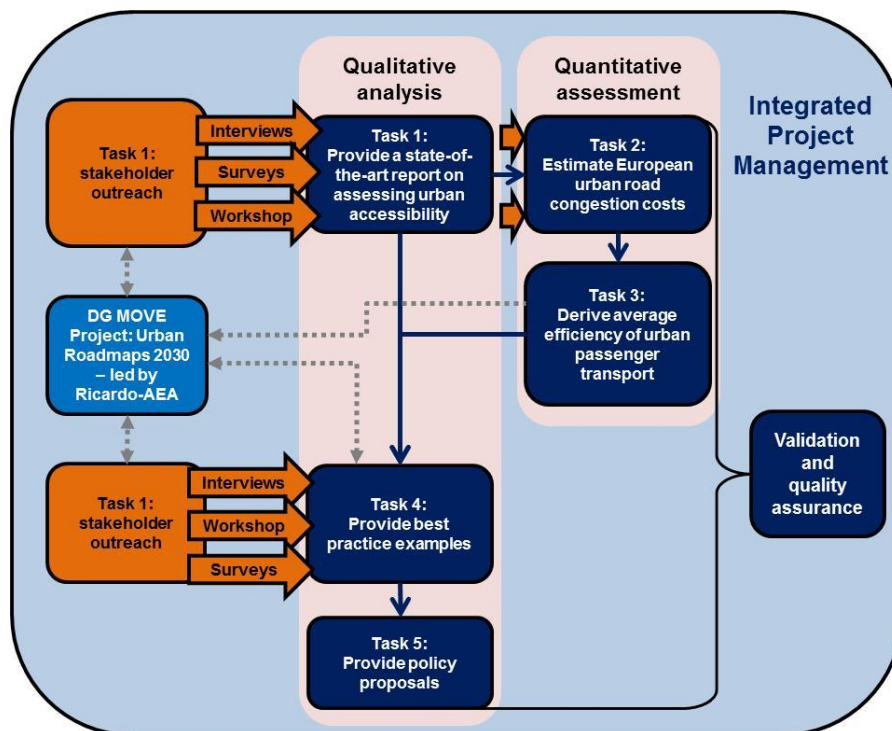 Qualitative
analysis
Quantitative
assessment
Integrated
Project
Management
Task 1:
stakeholder
outreach
Interviews
Surveys
Workshop
Task 1:
Provide a state-of-
the-art report on
assessing urban
accessibility
Task 2:
Estimate European
urban road
congestion costs
DG MOVE
Project: Urban
Roadmaps 2030
– led by
Ricardo-AEA
Task 3:
Derive average
efficiency of urban
passenger
transport
Validation
and
quality
assurance
Task 1:
stakeholder
outreach
Interviews
Workshop
Surveys
Task 4:
Provide best
practice examples
Task 5:
Provide policy
proposals